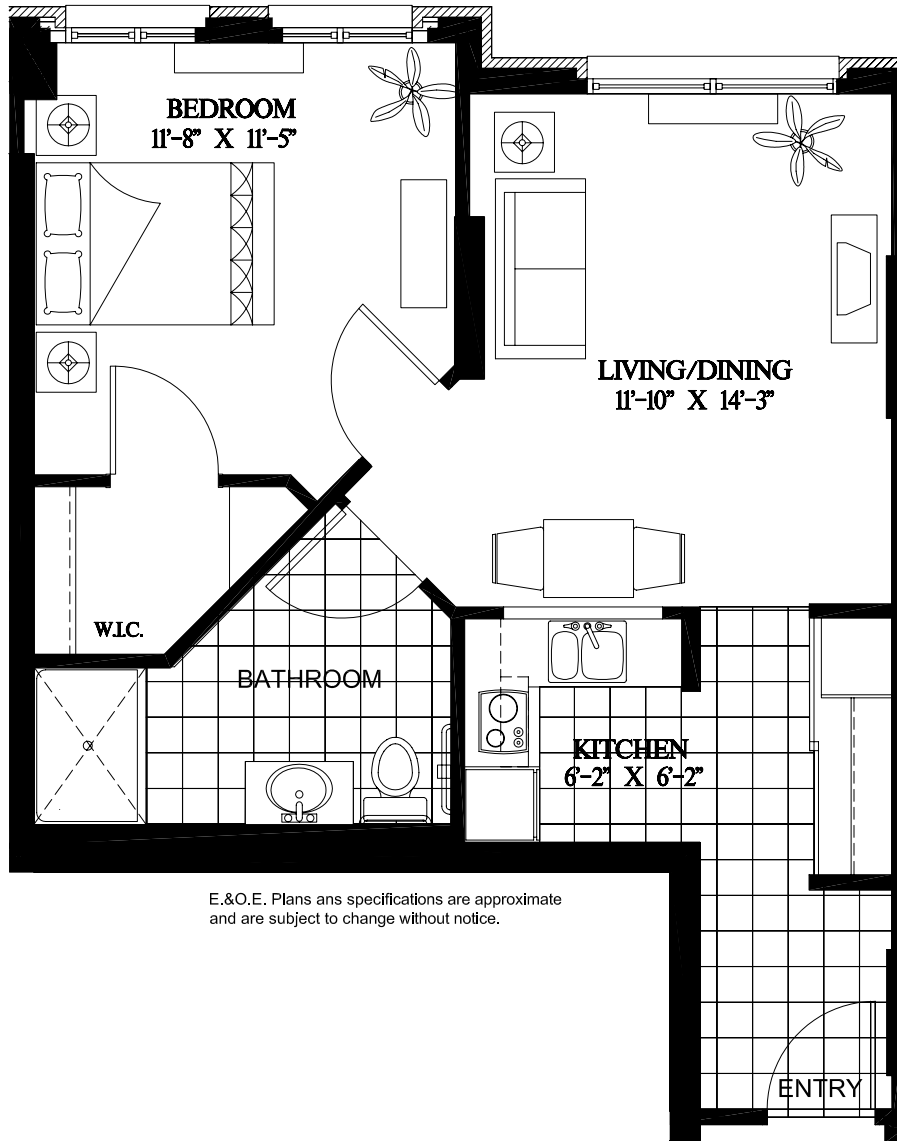 BEDROOM
11'-8" X 11'-5"
LIVING/DINING
11'-10" X 14'-3"
W.I.C.
BATHROOM
KITCHEN
6'-2" X 6'-2"
E.&O.E. Plans ans specifications are approximate
and are subject to change without notice.
ENTRY